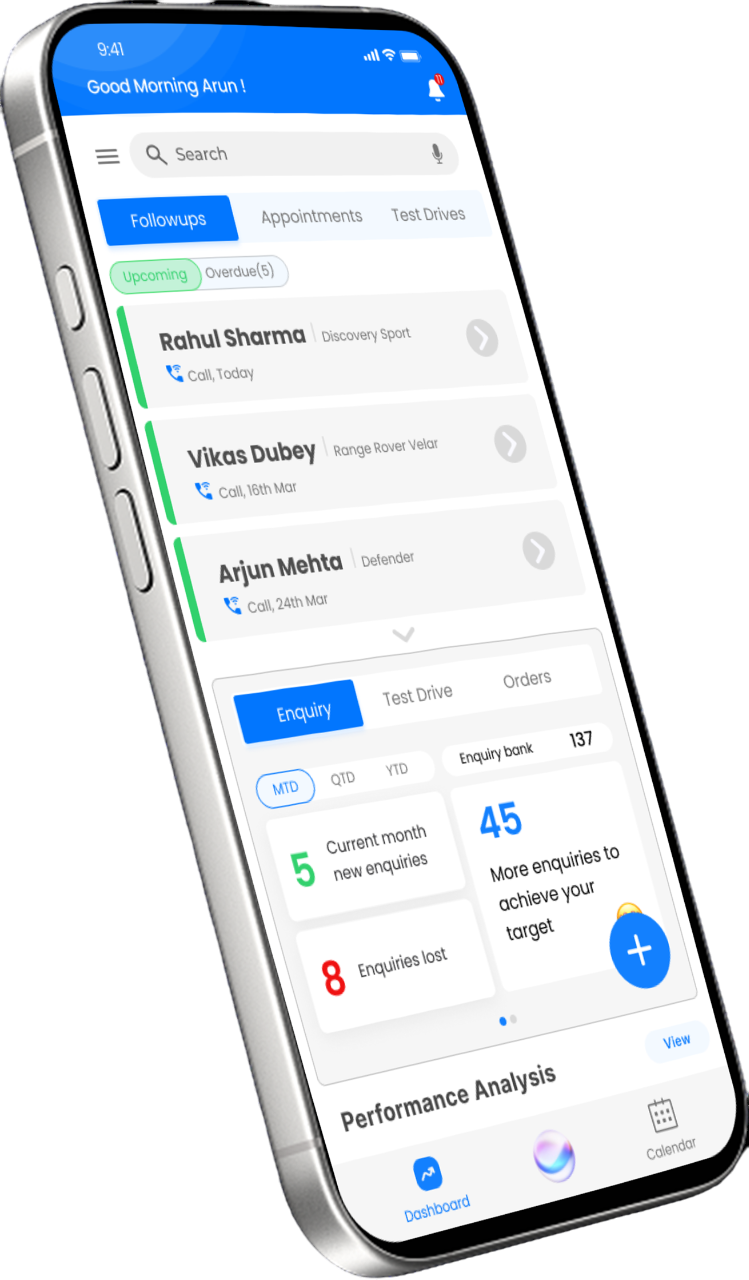 9:41
Good Morning Arun !
11
Search
Followups Appointments Test Drives
Upcoming Overdue(5)
Rahul Sharma Discovery Sport
Call, Today
Vikas Dubey Range Rover Velar
Call, 16th Mar
Arjun Mehta Defender
Call, 24th Mar
Enquiry Test Drive Orders
MTD QTD YTD Enquiry bank 137
5 Current month
new enquiries
45
More enquiries to
achieve your
target
8 Enquiries lost
Performance Analysis View
Dashboard Calendar